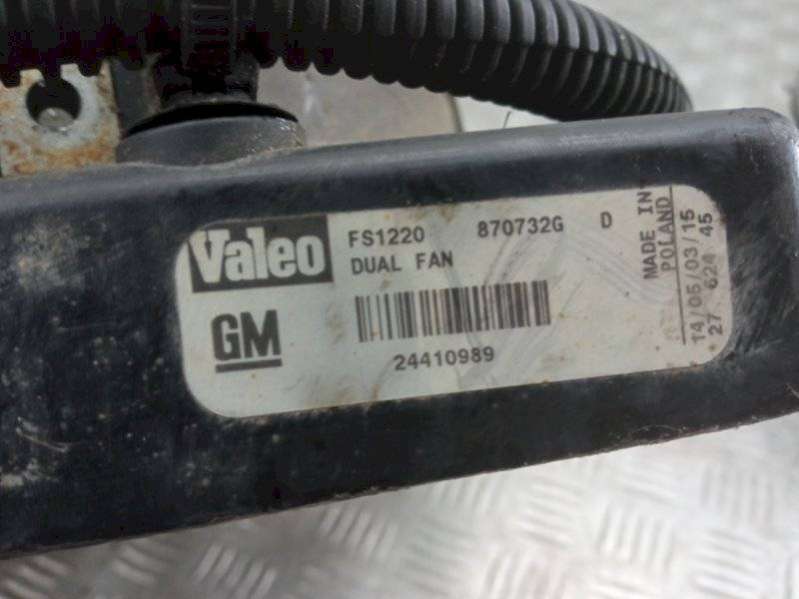 Valeo
FS1220 870732G D
DUAL FAN
GM
24410989
MADE IN
POLAND
14/05/03/15
27 624 45